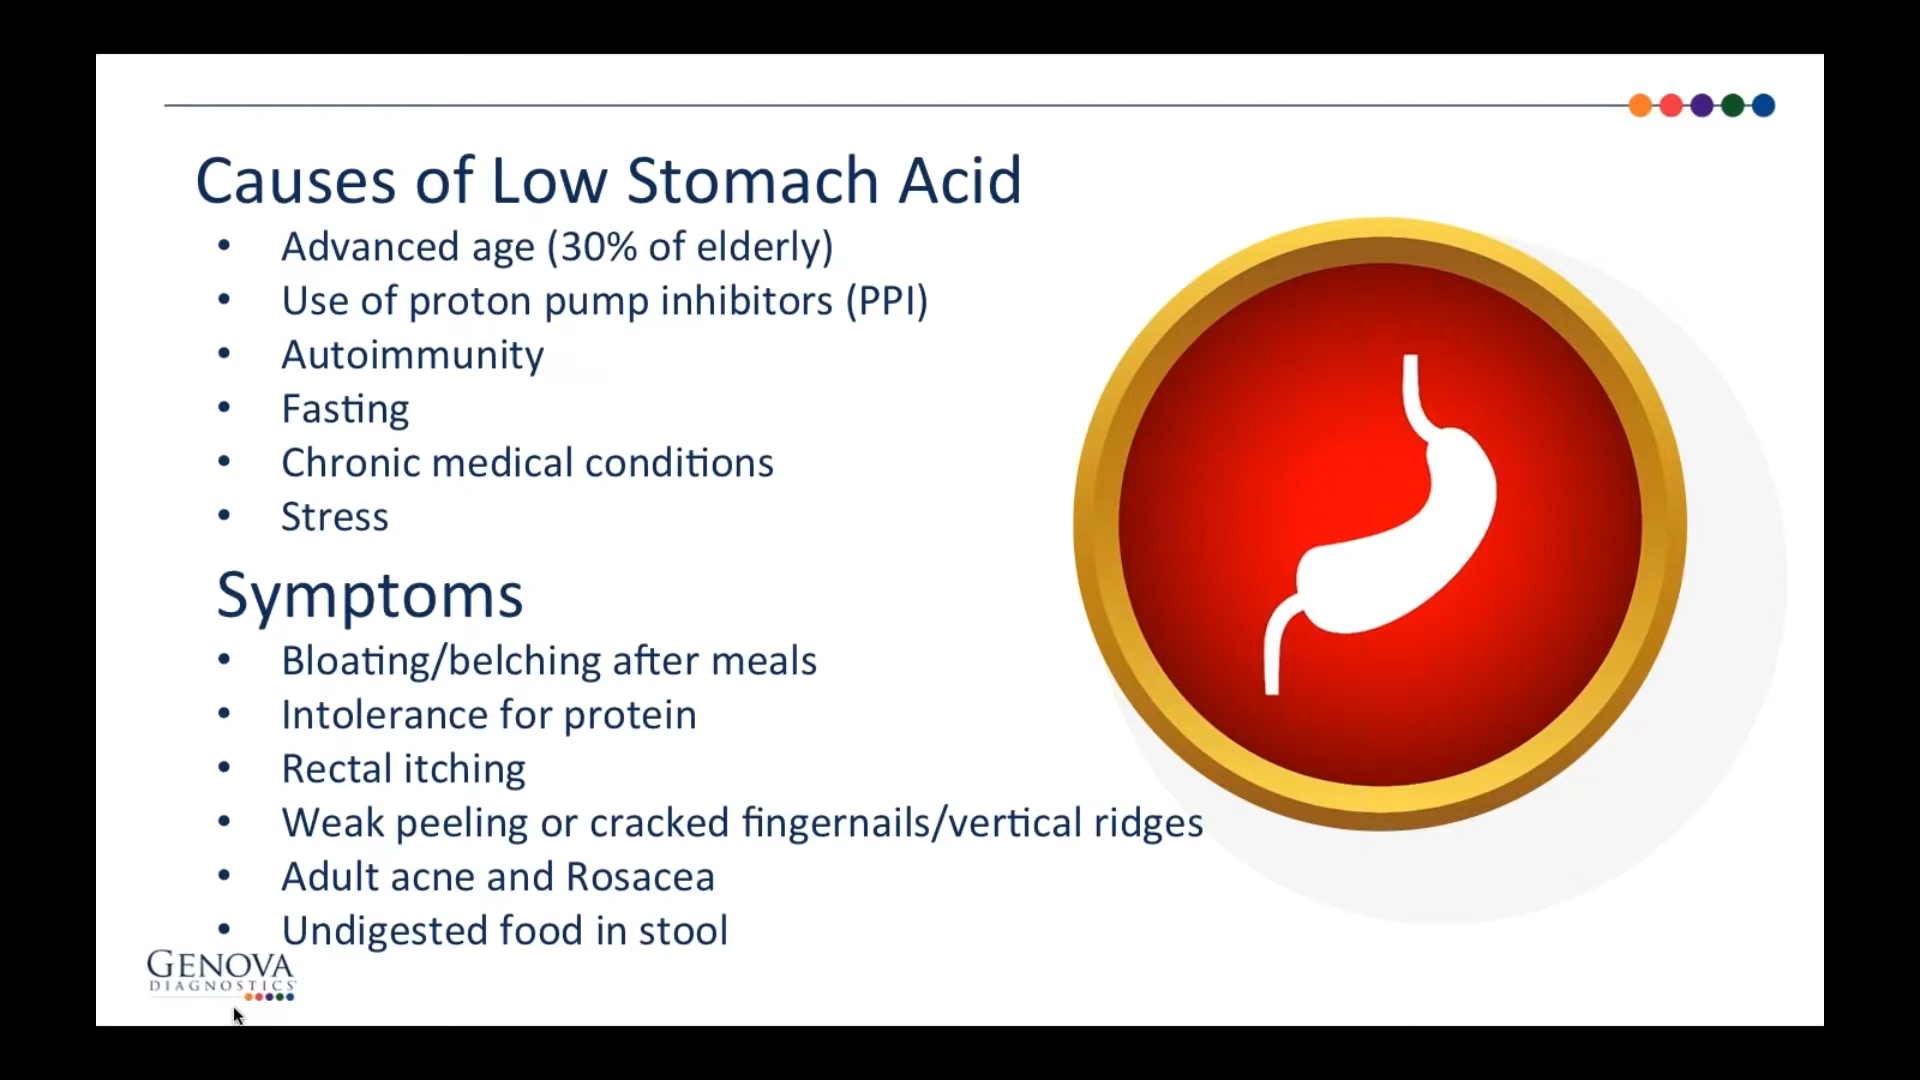 Causes of Low Stomach Acid
• Advanced age (30% of elderly)
• Use of proton pump inhibitors (PPI)
• Autoimmunity
• Fasting
• Chronic medical conditions
• Stress
Symptoms
• Bloating/belching after meals
• Intolerance for protein
• Rectal itching
• Weak peeling or cracked fingernails/vertical ridges
• Adult acne and Rosacea
• Undigested food in stool
GENOVA
DIAGNOSTICS